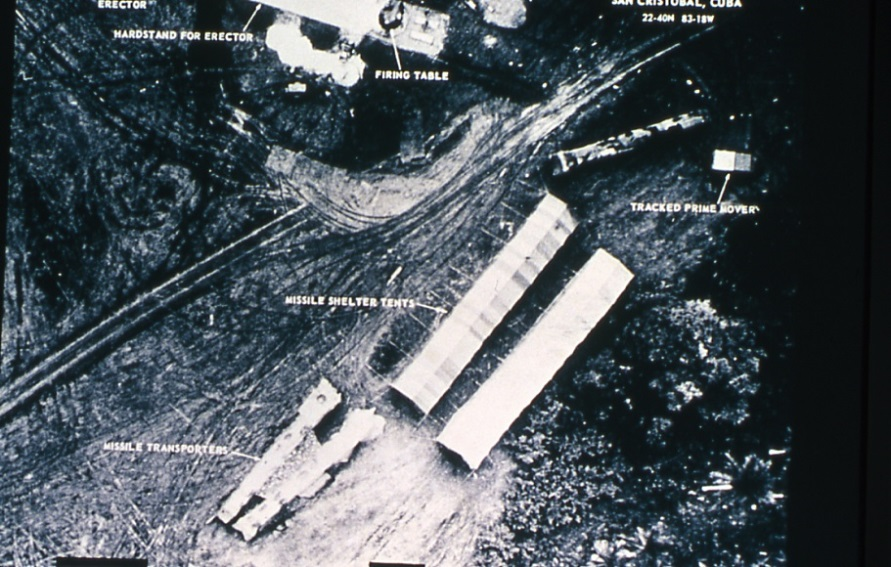 ERECTOR
SAN CRISTOBAL, CUBA
22-40N 83-18W
HARDSTAND FOR ERECTOR
FIRING TABLE
TRACKED PRIME MOVER
MISSILE SHELTER TENTS
MISSILE TRANSPORTERS